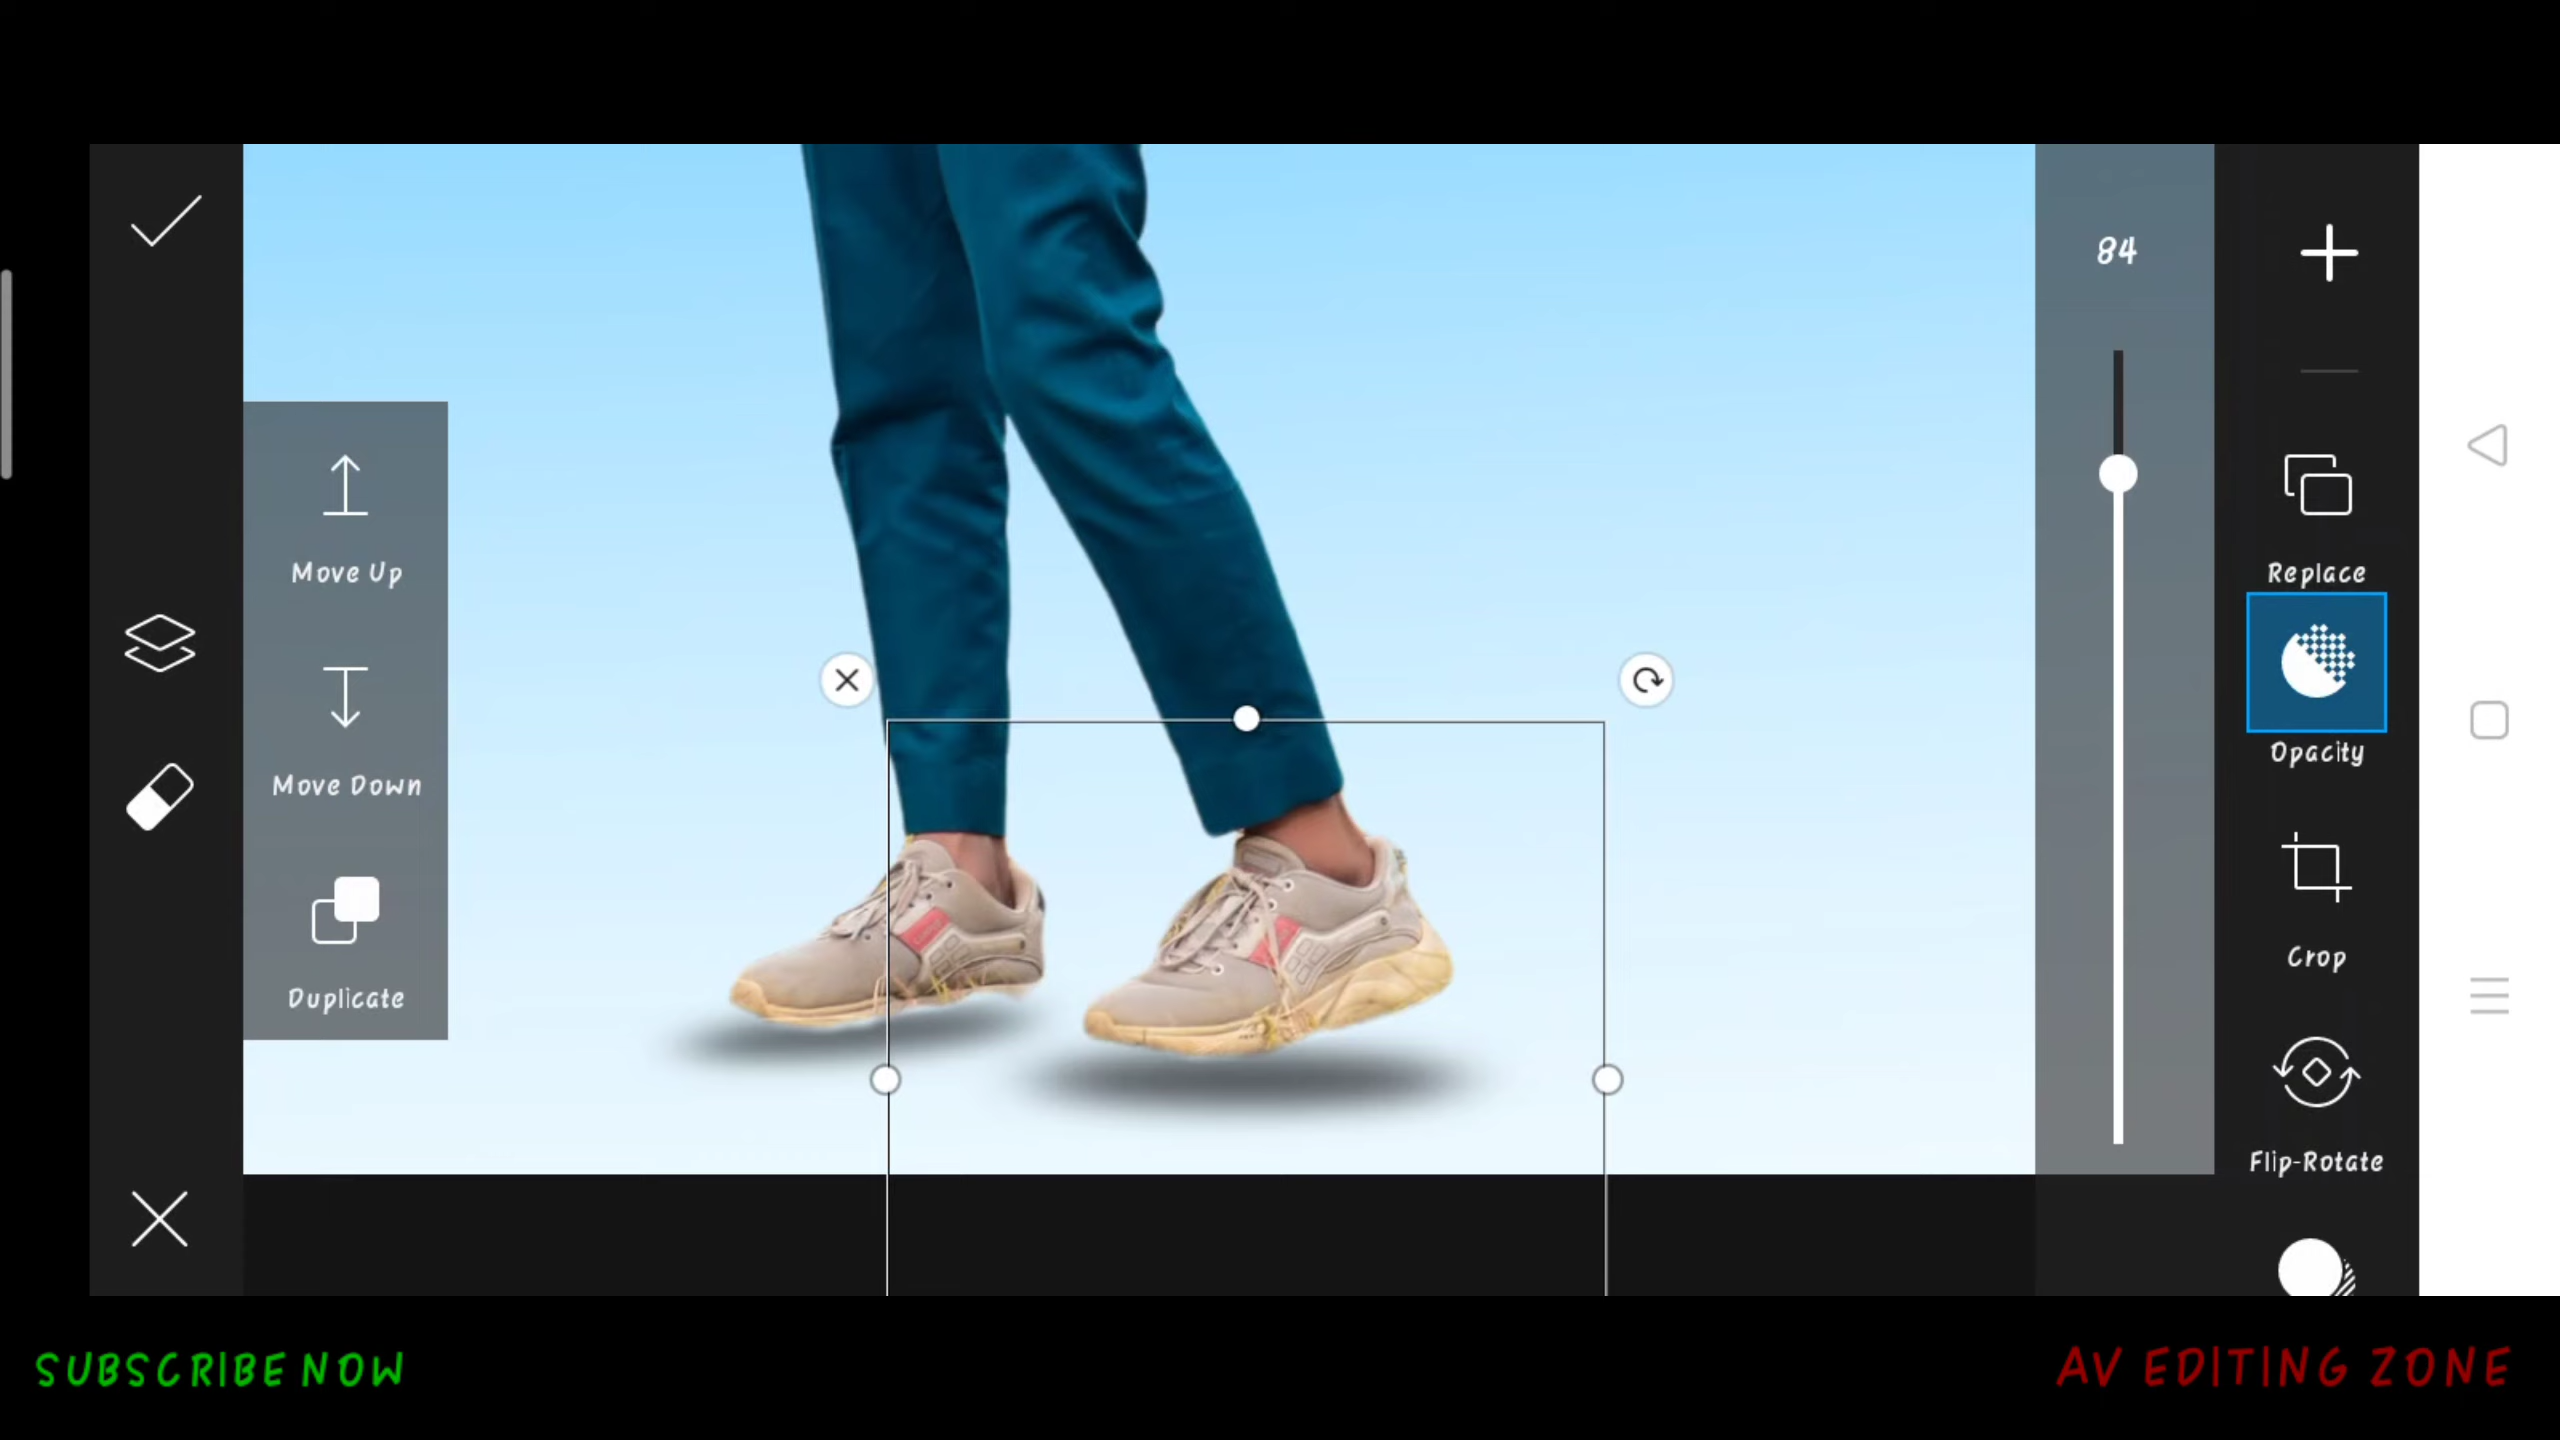 84
Move Up
Replace
Opacity
Move Down
Crop
Duplicate
Flip-Rotate
SUBSCRIBE NOW
AV EDITING ZONE